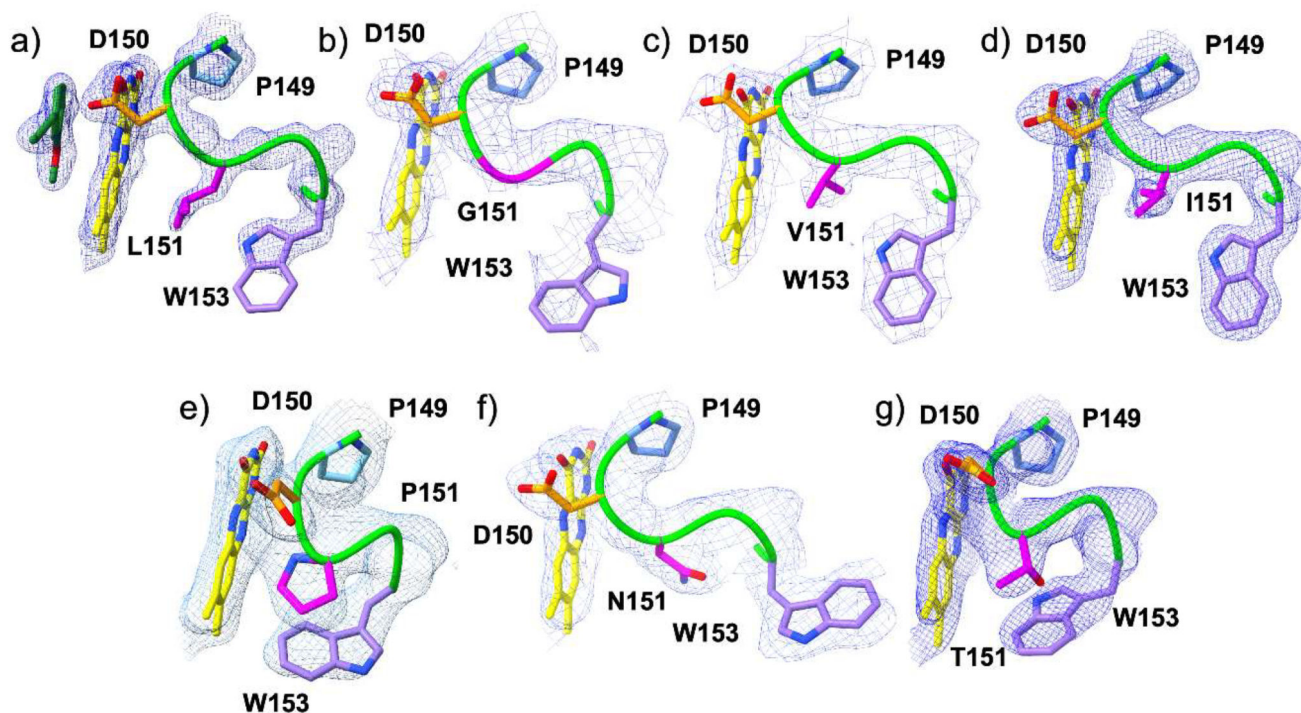 a)
D150
P149
L151
W153
b)
D150
P149
G151
W153
c)
D150
P149
V151
W153
d)
D150
P149
I151
W153
e)
D150
P149
P151
W153
f)
P149
D150
N151
W153
g)
D150
P149
W153
T151